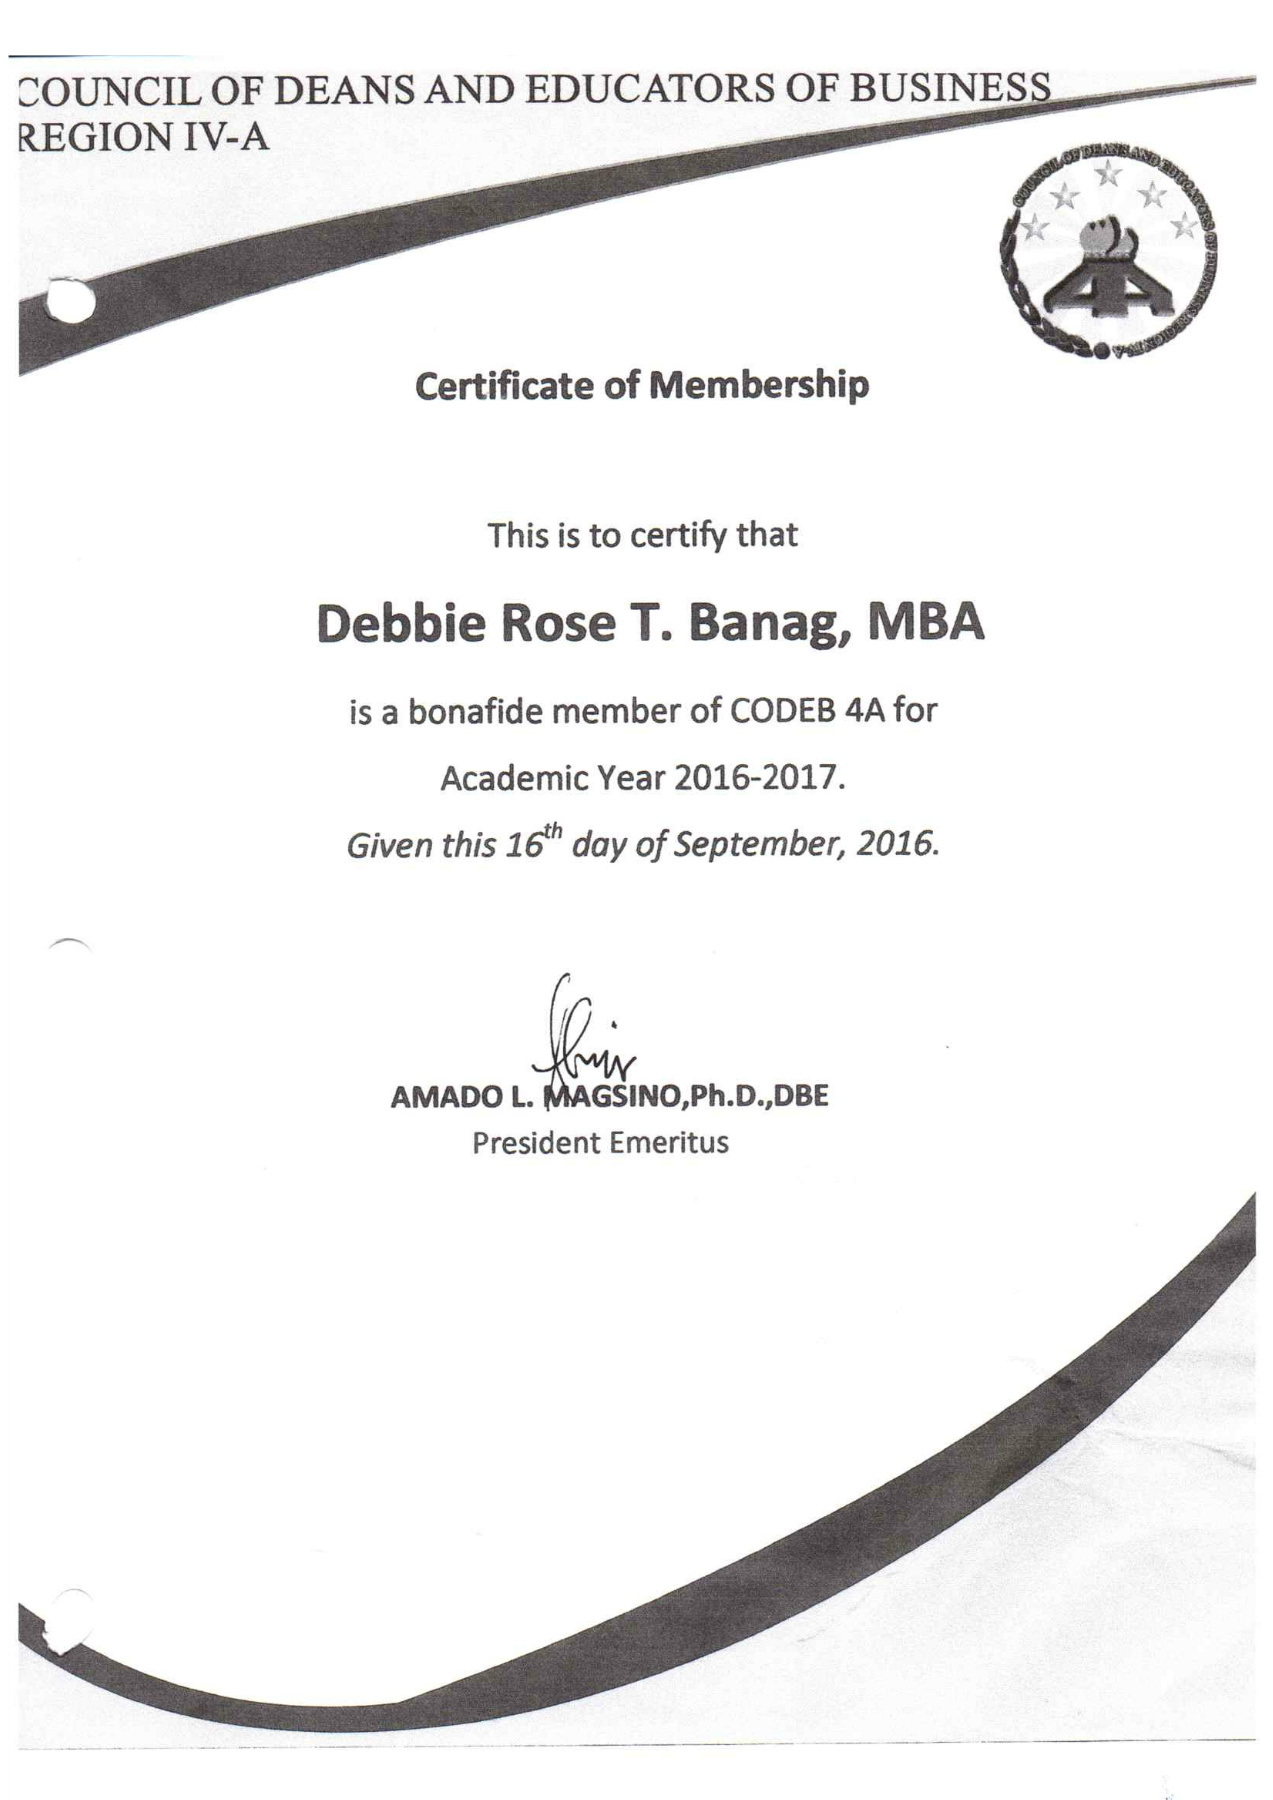 COUNCIL OF DEANS AND EDUCATORS OF BUSINESS
REGION IV-A
COUNCIL OF DEANS AND EDUCATORS OF BUSINESS REGION IV-A
4A
Certificate of Membership
This is to certify that
Debbie Rose T. Banag, MBA
is a bonafide member of CODEB 4A for
Academic Year 2016-2017.
Given this 16th day of September, 2016.
AMADO L. MAGSINO,Ph.D.,DBE
President Emeritus